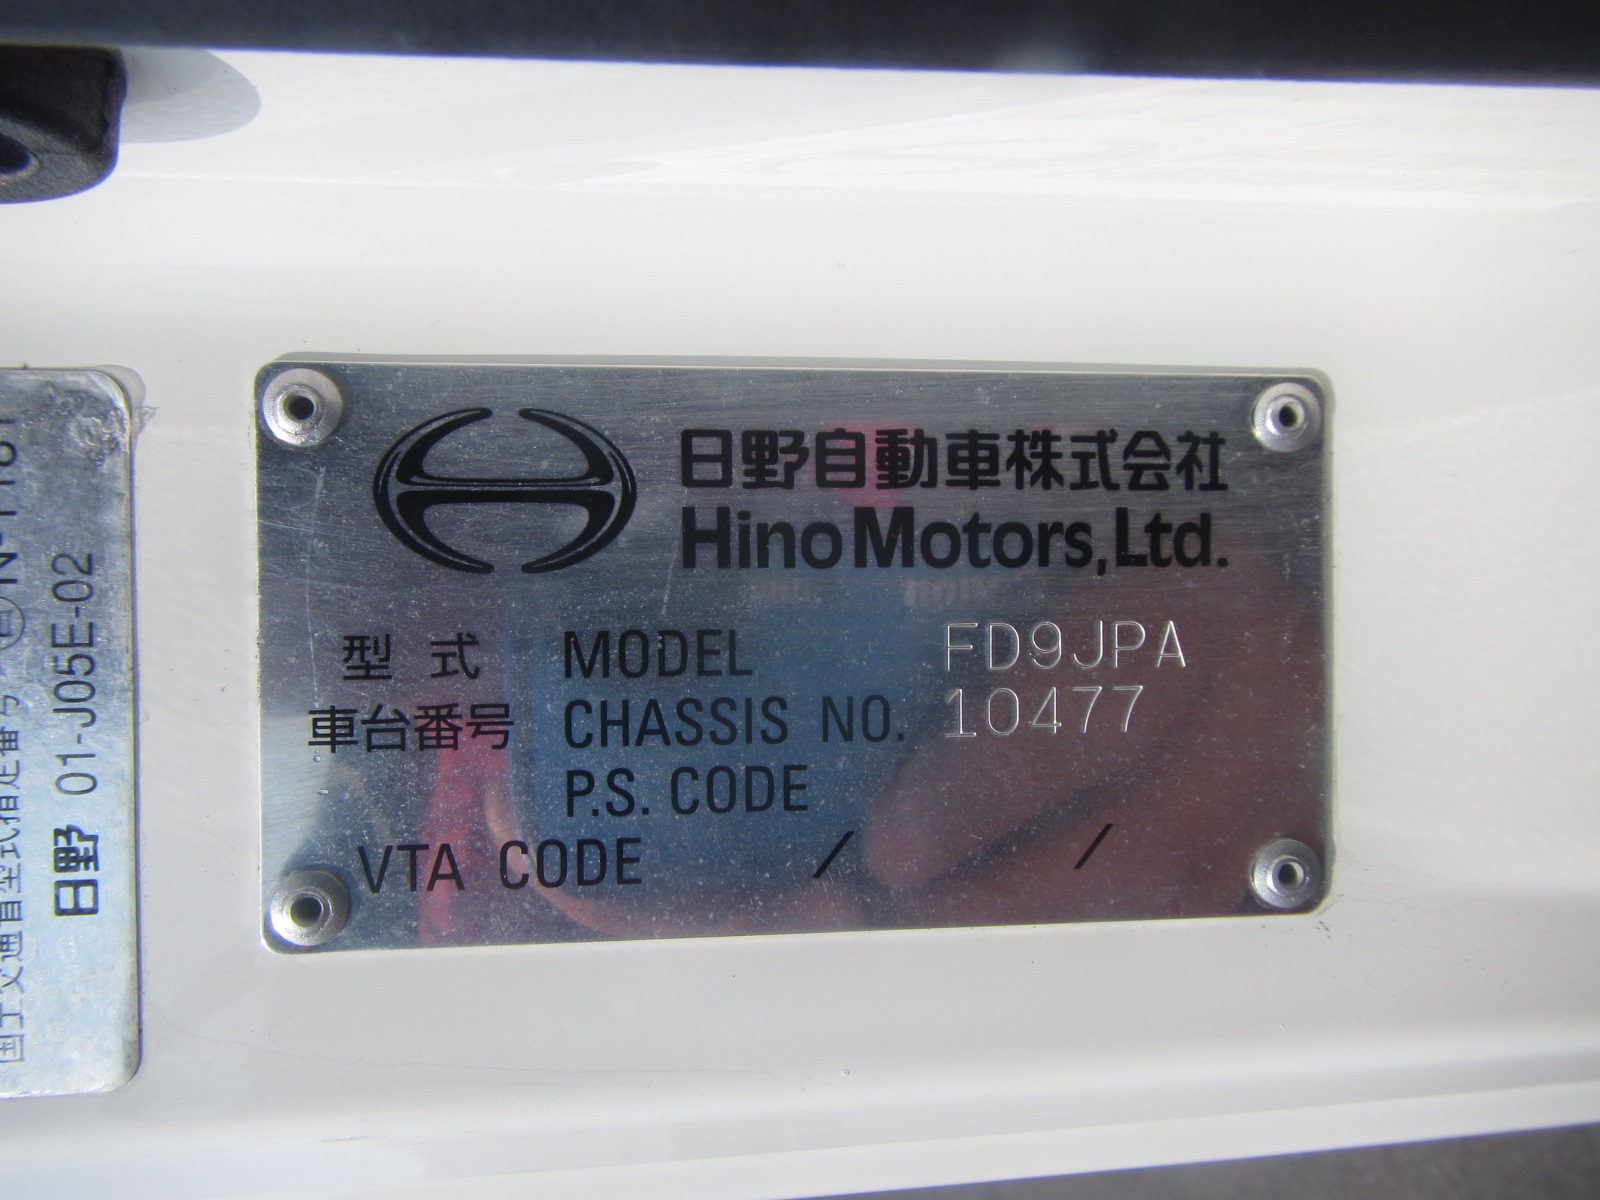 日野自動車株式会社
Hino Motors, Ltd.
型式 MODEL FD9JPA
車台番号 CHASSIS NO. 10477
P.S. CODE
VTA CODE / /
日野 01-J05E-02